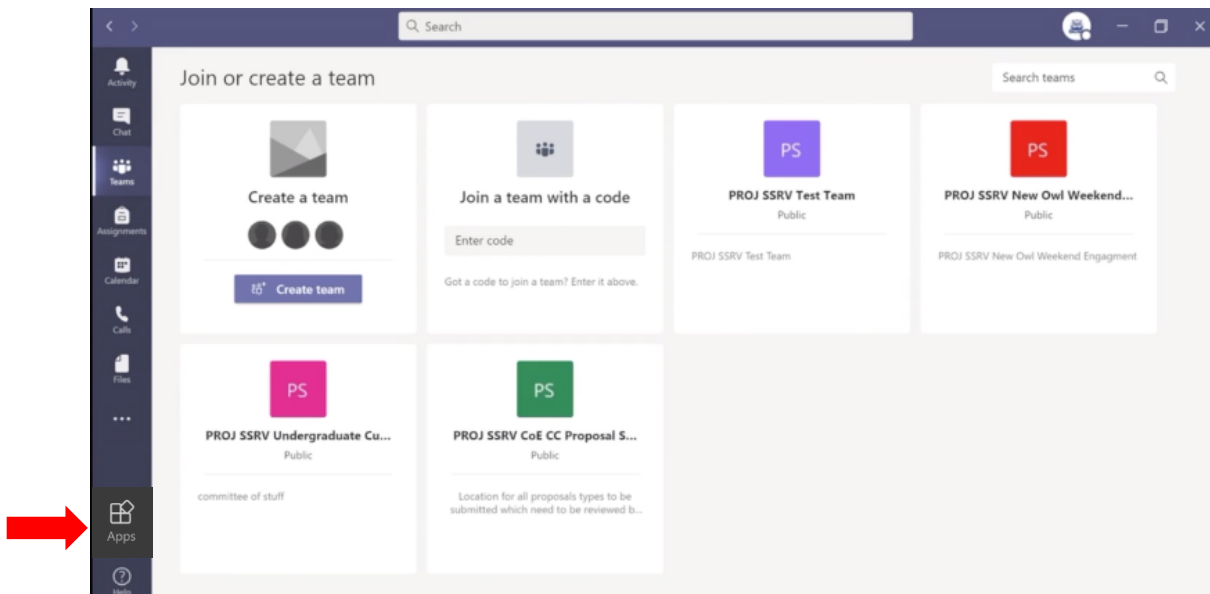 Search
Activity
Chat
Teams
Assignments
Calendar
Calls
Files
Apps
Help
Join or create a team
Search teams
Create a team
Create team
Join a team with a code
Enter code
Got a code to join a team? Enter it above.
PS
PROJ SSRV Test Team
Public
PROJ SSRV Test Team
PS
PROJ SSRV New Owl Weekend...
Public
PROJ SSRV New Owl Weekend Engagment
PS
PROJ SSRV Undergraduate Cu...
Public
committee of stuff
PS
PROJ SSRV CoE CC Proposal S...
Public
Location for all proposals types to be
submitted which need to be reviewed b...